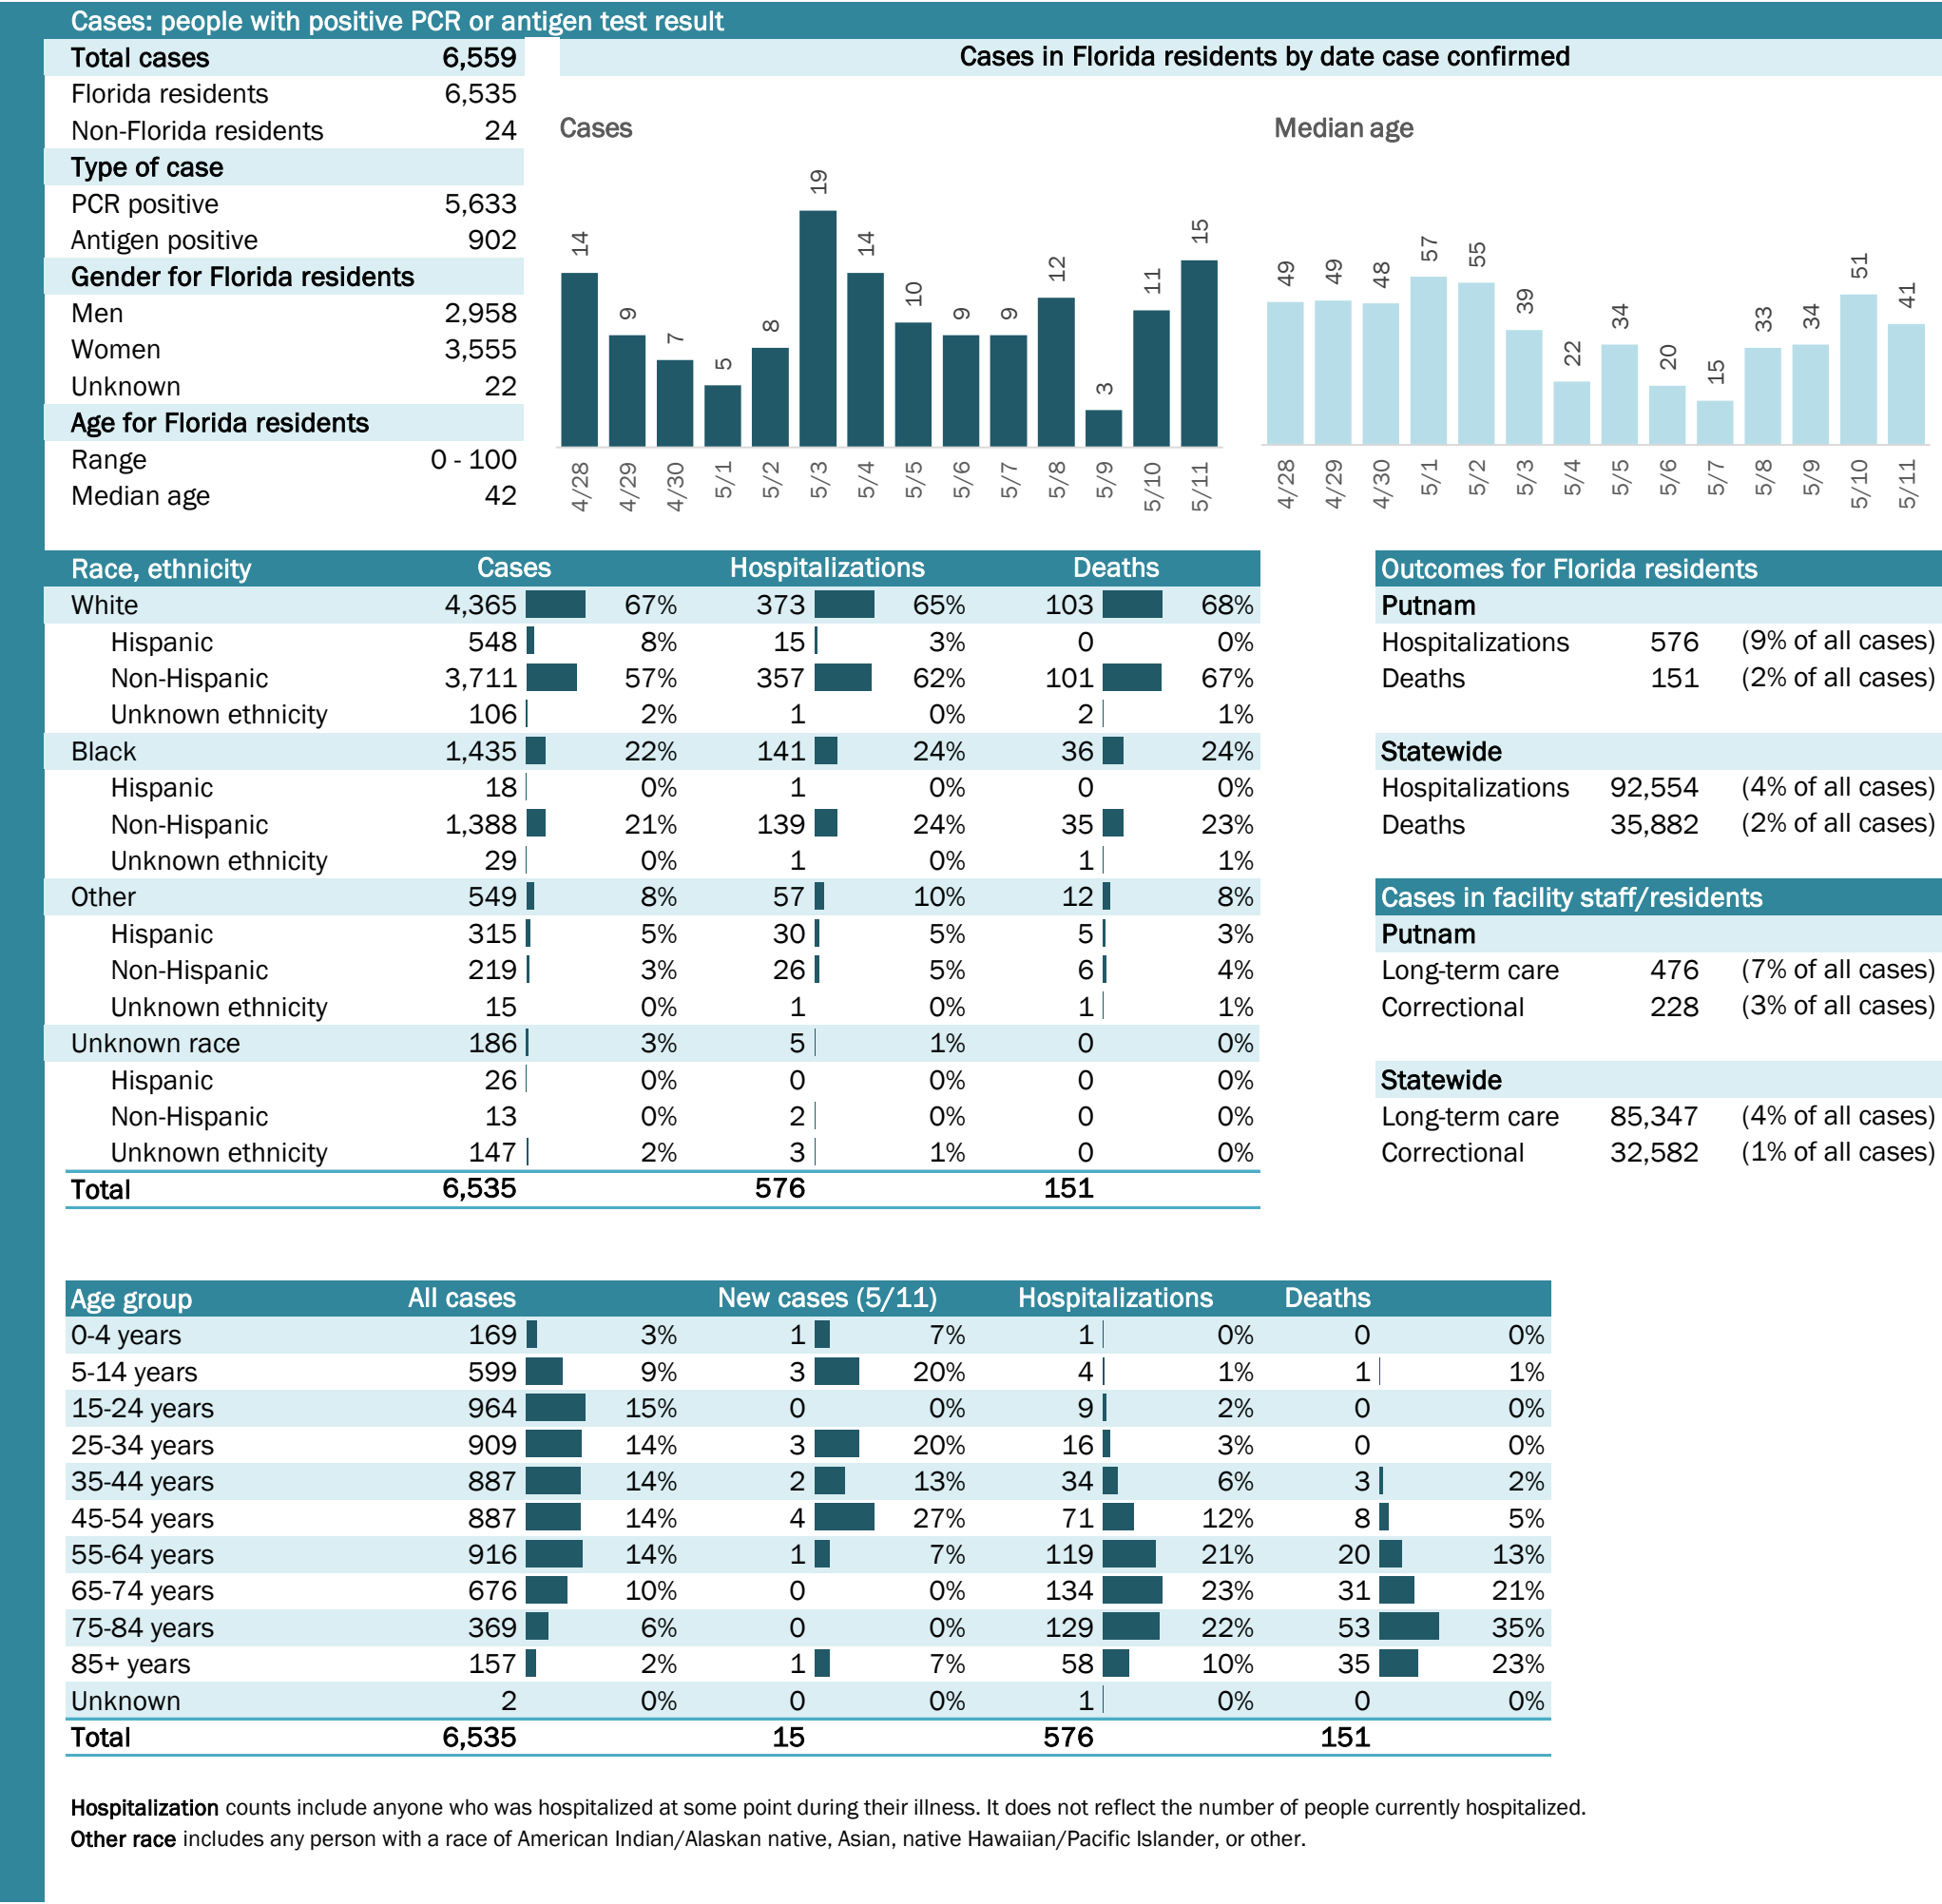 Cases: people with positive PCR or antigen test result
Total cases 6,559
Florida residents 6,535
Non-Florida residents 24
Type of case
PCR positive 5,633
Antigen positive 902
Gender for Florida residents
Men 2,958
Women 3,555
Unknown 22
Age for Florida residents
Range 0 - 100
Median age 42
Cases in Florida residents by date case confirmed
Cases
14 9 7 5 8 19 14 10 9 9 12 3 11 15
4/28 4/29 4/30 5/1 5/2 5/3 5/4 5/5 5/6 5/7 5/8 5/9 5/10 5/11
Median age
49 49 48 57 55 39 22 34 20 15 33 34 51 41
4/28 4/29 4/30 5/1 5/2 5/3 5/4 5/5 5/6 5/7 5/8 5/9 5/10 5/11
Race, ethnicity Cases Hospitalizations Deaths
White 4,365 67% 373 65% 103 68%
Hispanic 548 8% 15 3% 0 0%
Non-Hispanic 3,711 57% 357 62% 101 67%
Unknown ethnicity 106 2% 1 0% 2 1%
Black 1,435 22% 141 24% 36 24%
Hispanic 18 0% 1 0% 0 0%
Non-Hispanic 1,388 21% 139 24% 35 23%
Unknown ethnicity 29 0% 1 0% 1 1%
Other 549 8% 57 10% 12 8%
Hispanic 315 5% 30 5% 5 3%
Non-Hispanic 219 3% 26 5% 6 4%
Unknown ethnicity 15 0% 1 0% 1 1%
Unknown race 186 3% 5 1% 0 0%
Hispanic 26 0% 0 0% 0 0%
Non-Hispanic 13 0% 2 0% 0 0%
Unknown ethnicity 147 2% 3 1% 0 0%
Total 6,535 576 151
Outcomes for Florida residents
Putnam
Hospitalizations 576 (9% of all cases)
Deaths 151 (2% of all cases)
Statewide
Hospitalizations 92,554 (4% of all cases)
Deaths 35,882 (2% of all cases)
Cases in facility staff/residents
Putnam
Long-term care 476 (7% of all cases)
Correctional 228 (3% of all cases)
Statewide
Long-term care 85,347 (4% of all cases)
Correctional 32,582 (1% of all cases)
Age group All cases New cases (5/11) Hospitalizations Deaths
0-4 years 169 3% 1 7% 1 0% 0 0%
5-14 years 599 9% 3 20% 4 1% 1 1%
15-24 years 964 15% 0 0% 9 2% 0 0%
25-34 years 909 14% 3 20% 16 3% 0 0%
35-44 years 887 14% 2 13% 34 6% 3 2%
45-54 years 887 14% 4 27% 71 12% 8 5%
55-64 years 916 14% 1 7% 119 21% 20 13%
65-74 years 676 10% 0 0% 134 23% 31 21%
75-84 years 369 6% 0 0% 129 22% 53 35%
85+ years 157 2% 1 7% 58 10% 35 23%
Unknown 2 0% 0 0% 1 0% 0 0%
Total 6,535 15 576 151
Hospitalization counts include anyone who was hospitalized at some point during their illness. It does not reflect the number of people currently hospitalized.
Other race includes any person with a race of American Indian/Alaskan native, Asian, native Hawaiian/Pacific Islander, or other.